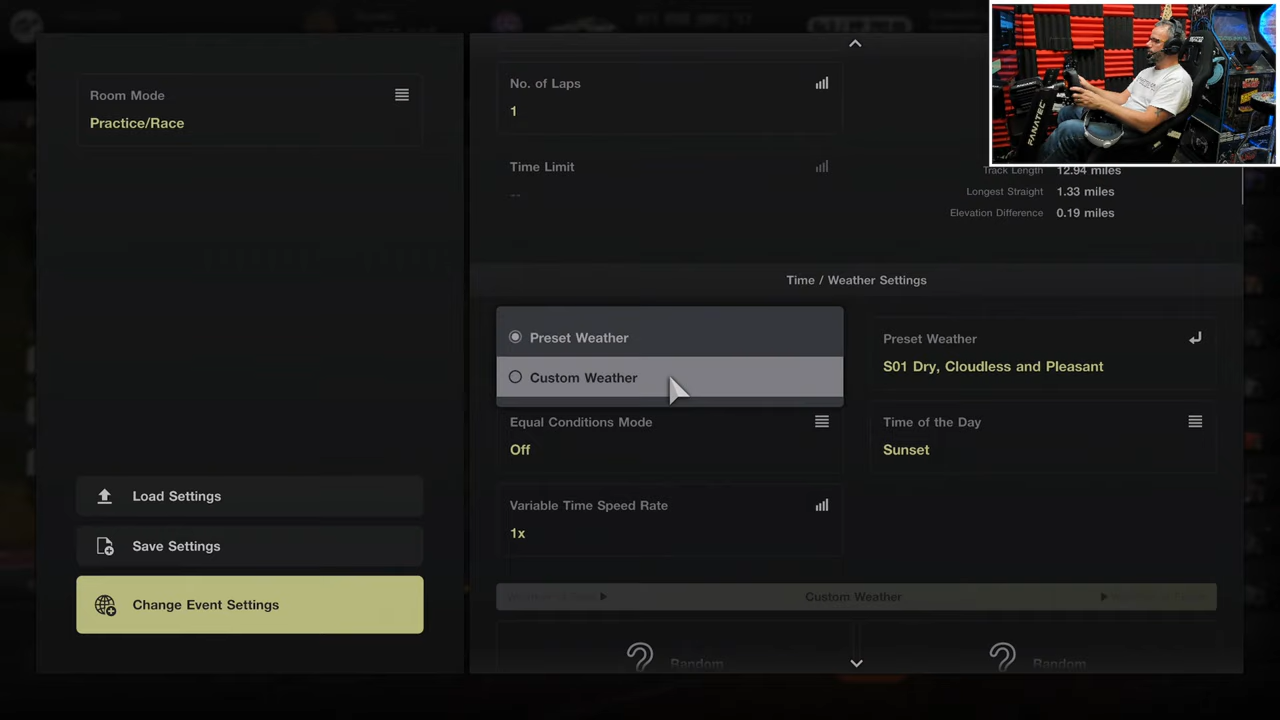 Room Mode
Practice/Race
Load Settings
Save Settings
Change Event Settings
No. of Laps
1
Time Limit
--
Track Length 12.94 miles
Longest Straight 1.33 miles
Elevation Difference 0.19 miles
Time / Weather Settings
Preset Weather
Custom Weather
Preset Weather
S01 Dry, Cloudless and Pleasant
Equal Conditions Mode
Off
Time of the Day
Sunset
Variable Time Speed Rate
1x
Custom Weather
Random
Random
FANATEC